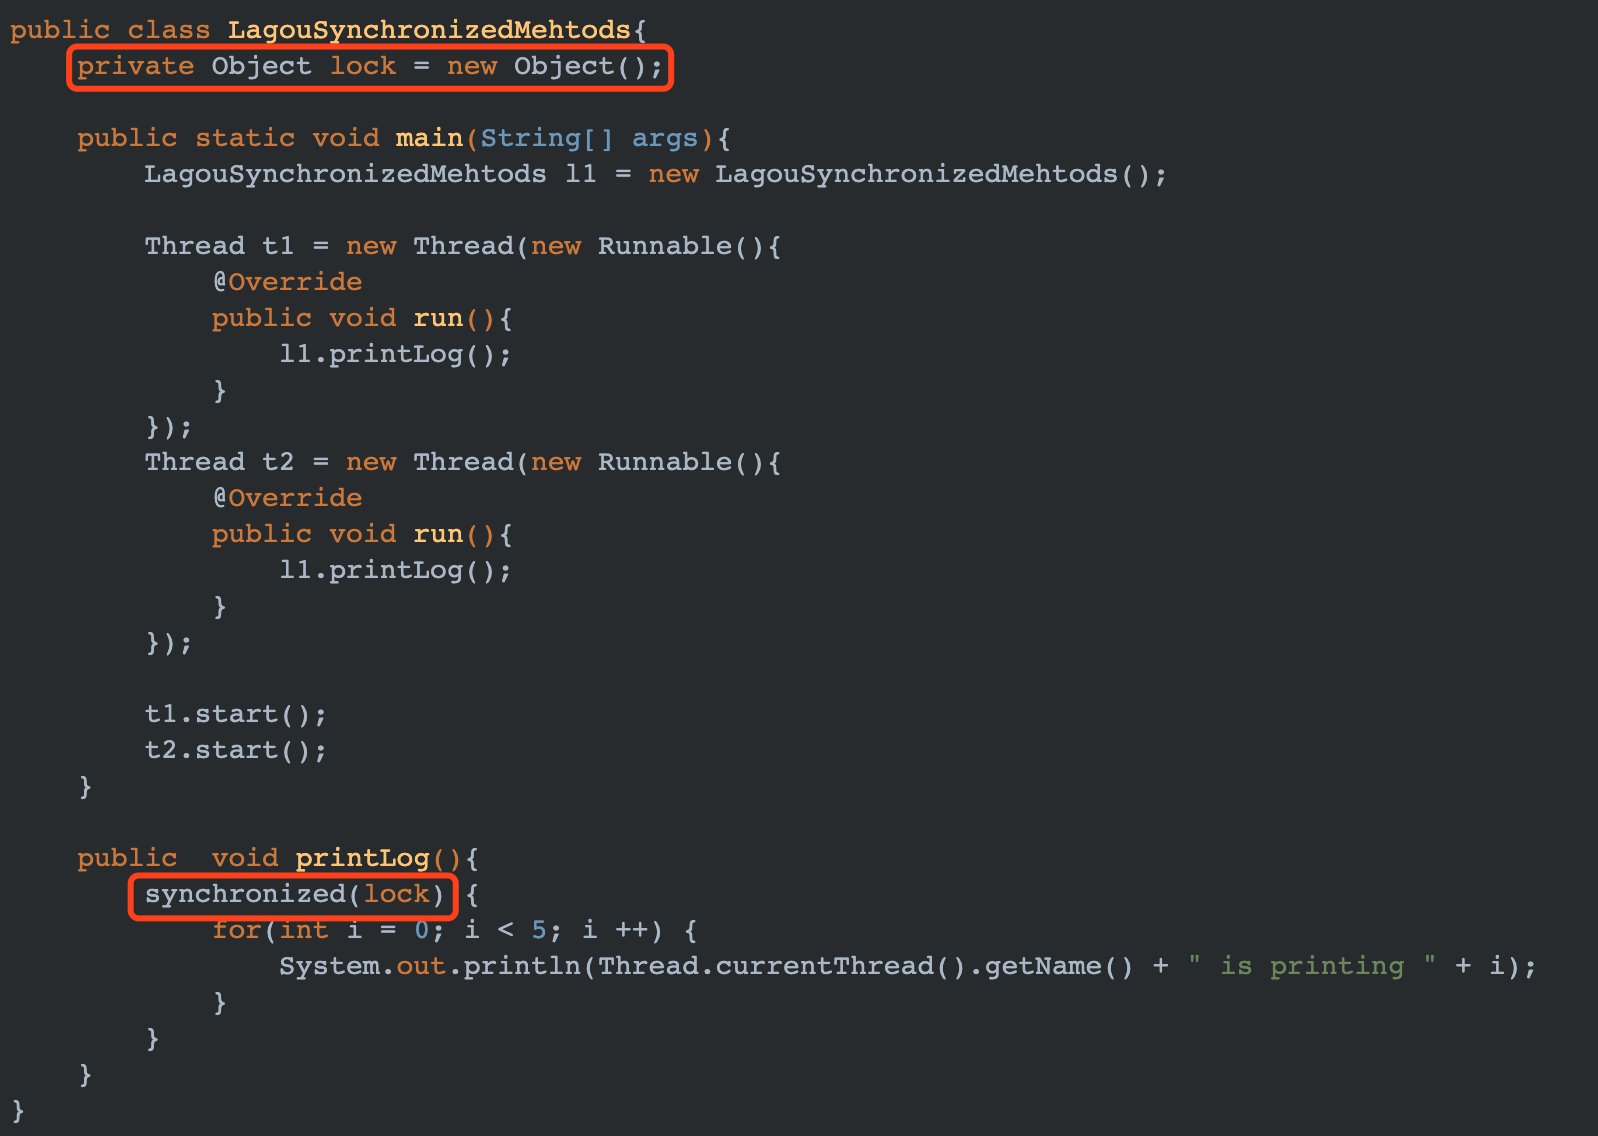 public class LagouSynchronizedMehtods{
    private Object lock = new Object();

    public static void main(String[] args){
        LagouSynchronizedMehtods l1 = new LagouSynchronizedMehtods();

        Thread t1 = new Thread(new Runnable(){
            @Override
            public void run(){
                l1.printLog();
            }
        });
        Thread t2 = new Thread(new Runnable(){
            @Override
            public void run(){
                l1.printLog();
            }
        });

        t1.start();
        t2.start();
    }

    public  void printLog(){
        synchronized(lock) {
            for(int i = 0; i < 5; i ++) {
                System.out.println(Thread.currentThread().getName() + " is printing " + i);
            }
        }
    }
}